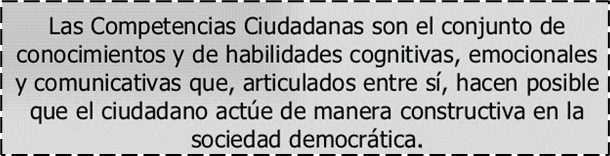 Las Competencias Ciudadanas son el conjunto de
conocimientos y de habilidades cognitivas, emocionales
y comunicativas que, articulados entre sí, hacen posible
que el ciudadano actúe de manera constructiva en la
sociedad democrática.